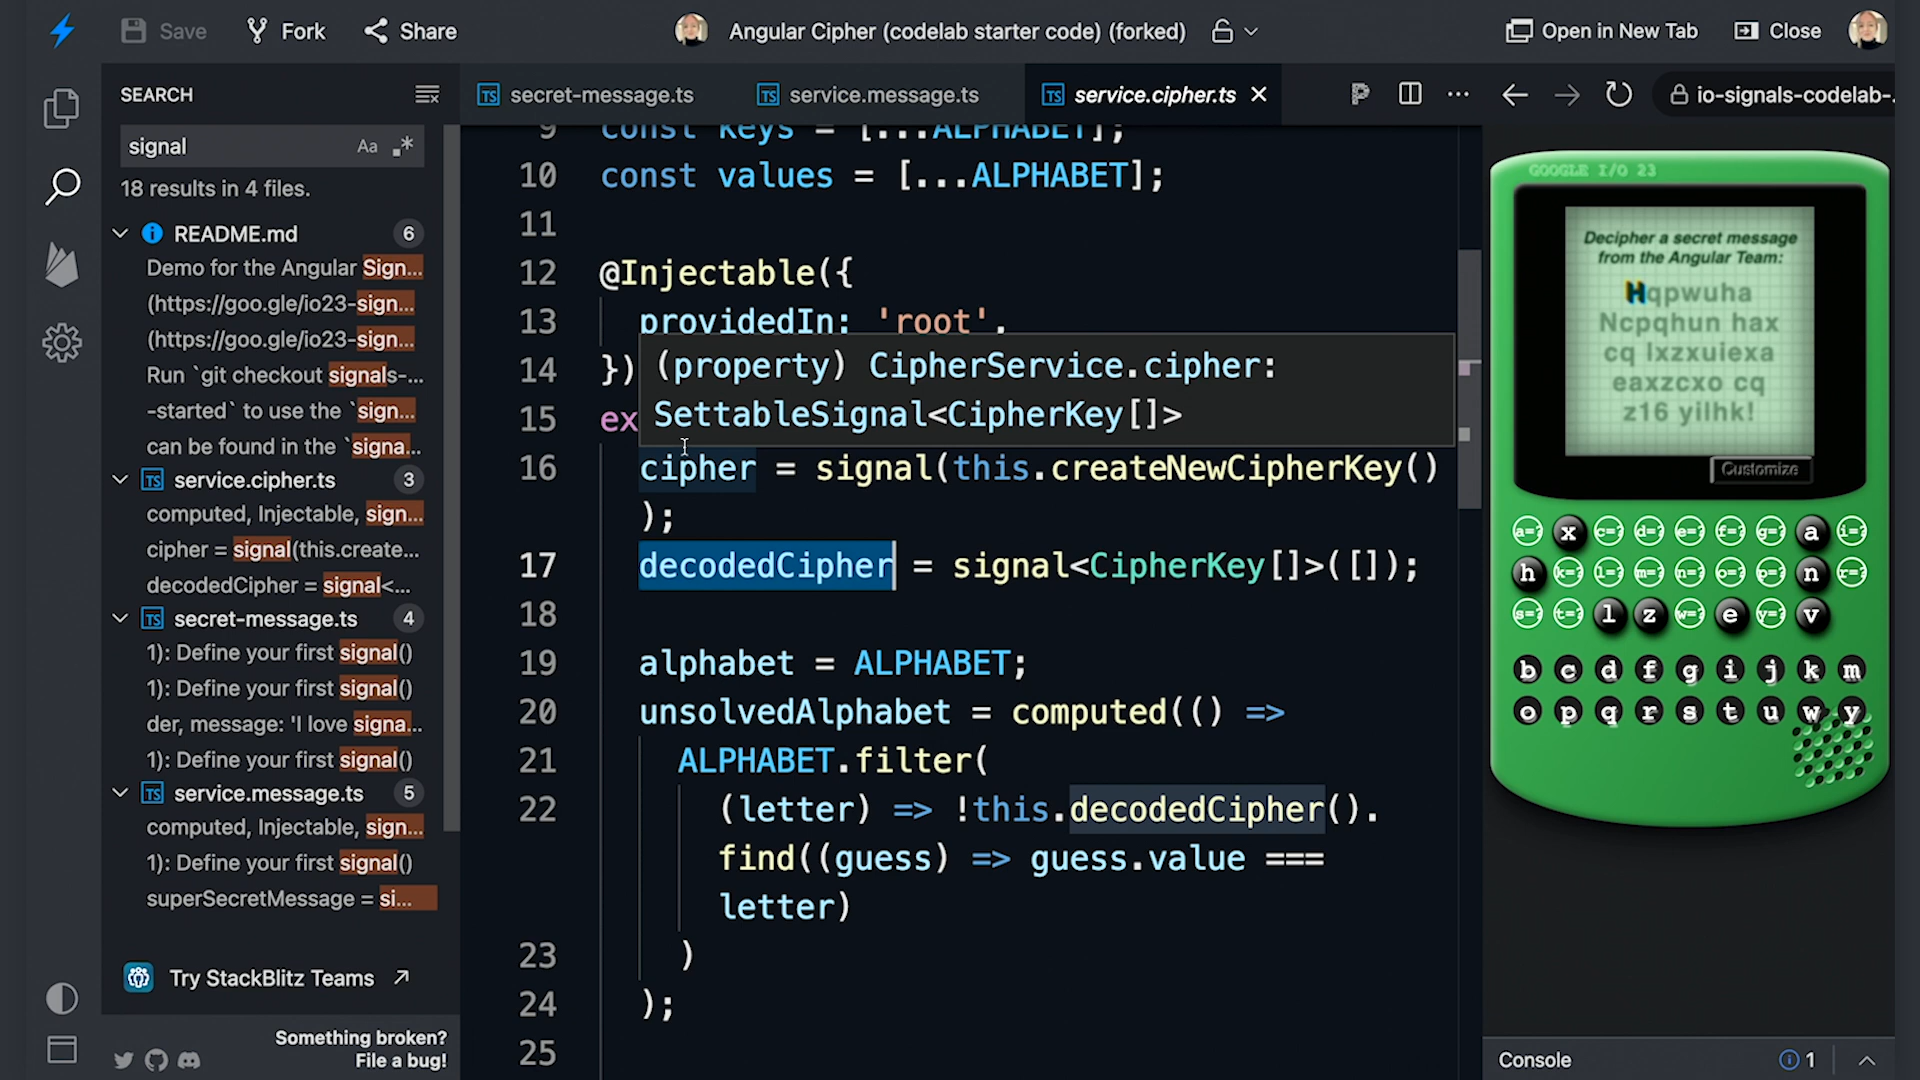 Save
Fork
Share
Angular Cipher (codelab starter code) (forked)
Open in New Tab
Close
SEARCH
signal
Aa
18 results in 4 files.
README.md 6
Demo for the Angular Sign...
(https://goo.gle/io23-sign...
(https://goo.gle/io23-sign...
Run `git checkout signals-...
-started` to use the `sign...
can be found in the `signa...
service.cipher.ts 3
computed, Injectable, sign...
cipher = signal(this.create...
decodedCipher = signal<...
secret-message.ts 4
1): Define your first signal()
1): Define your first signal()
der, message: 'I love signa...
1): Define your first signal()
service.message.ts 5
computed, Injectable, sign...
1): Define your first signal()
superSecretMessage = si...
Try StackBlitz Teams ↗
Something broken?
File a bug!
TS secret-message.ts
TS service.message.ts
TS service.cipher.ts
9 const keys = [...ALPHABET];
10 const values = [...ALPHABET];
11
12 @Injectable({
13 providedIn: 'root',
14 })
(property) CipherService.cipher:
SettableSignal<CipherKey[]>
15 ex
16 cipher = signal(this.createNewCipherKey()
);
17 decodedCipher = signal<CipherKey[]>([]);
18
19 alphabet = ALPHABET;
20 unsolvedAlphabet = computed(() =>
21 ALPHABET.filter(
22 (letter) => !this.decodedCipher().
find((guess) => guess.value ===
letter)
23 )
24 );
25
io-signals-codelab-.
GOOGLE I/O 23
Decipher a secret message
from the Angular Team:
Hqpwuha
Ncpqhun hax
cq lxzxuiexa
eaxzcxo cq
z16 yilhk!
Customize
a=? x c=? d=? e=? f=? g=? a i=?
h k=? l=? m=? n=? o=? p=? n r=?
s=? t=? l z w=? e y=? v
b c d f g i j k m
o p q r s t u w y
Console
1